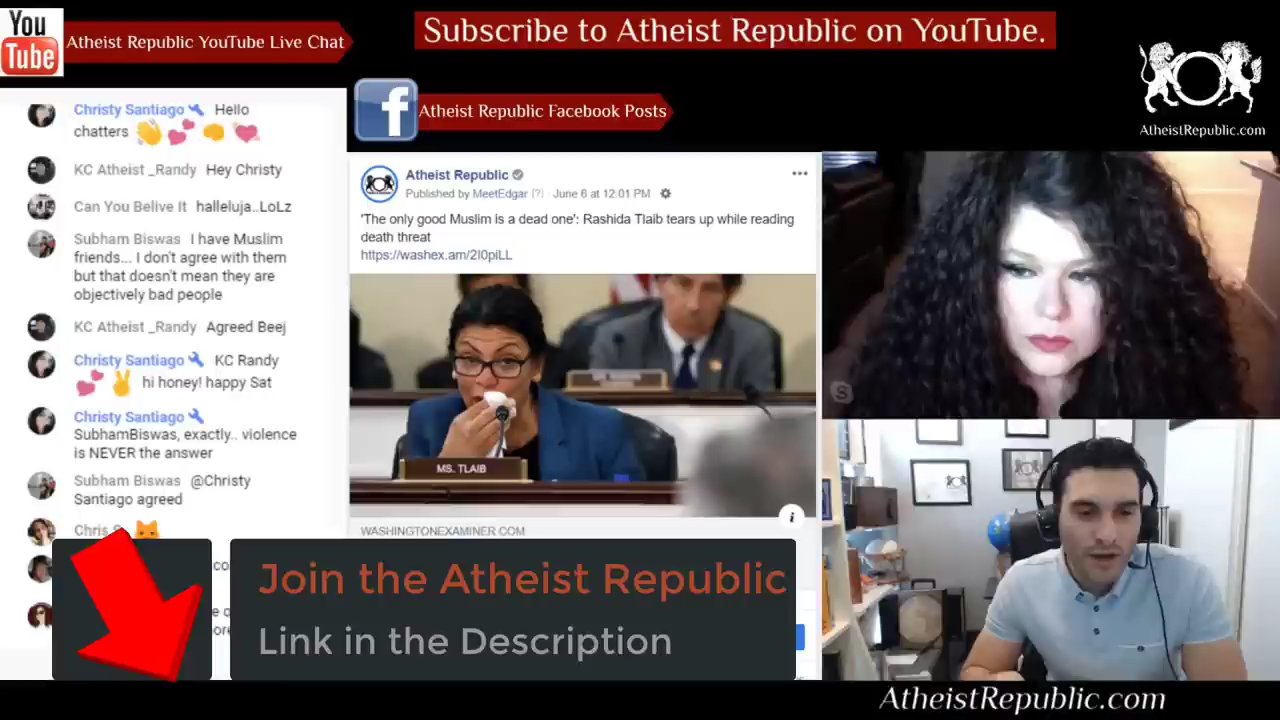 You
Tube
Atheist Republic YouTube Live Chat
Subscribe to Atheist Republic on YouTube.
AtheistRepublic.com
f
Atheist Republic Facebook Posts
Christy Santiago Hello
chatters
KC Atheist _Randy Hey Christy
Can You Belive It halleluja..LoLz
Subham Biswas I have Muslim
friends... I don't agree with them
but that doesn't mean they are
objectively bad people
KC Atheist _Randy Agreed Beej
Christy Santiago KC Randy
hi honey! happy Sat
Christy Santiago
SubhamBiswas, exactly.. violence
is NEVER the answer
Subham Biswas @Christy
Santiago agreed
Chris
Atheist Republic
Published by MeetEdgar [?] · June 6 at 12:01 PM ·
'The only good Muslim is a dead one': Rashida Tlaib tears up while reading
death threat
https://washex.am/2I0piLL
MS. TLAIB
i
WASHINGTONEXAMINER.COM
Join the Atheist Republic
Link in the Description
AtheistRepublic.com